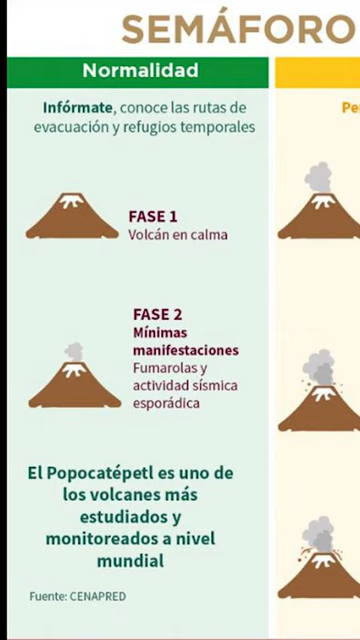 SEMÁFORO
Normalidad
Infórmate, conoce las rutas de
evacuación y refugios temporales
FASE 1
Volcán en calma
FASE 2
Mínimas
manifestaciones
Fumarolas y
actividad sísmica
esporádica
El Popocatépetl es uno de
los volcanes más
estudiados y
monitoreados a nivel
mundial
Fuente: CENAPRED